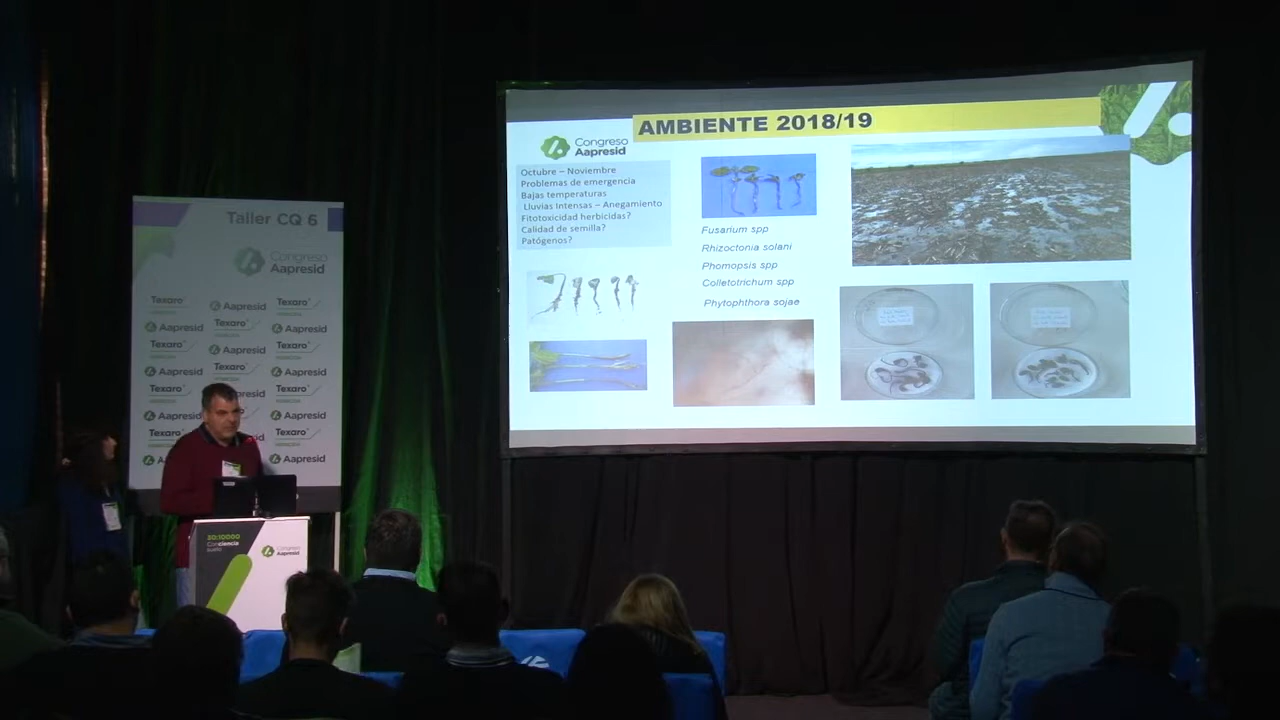 AMBIENTE 2018/19
Congreso
Aapresid
Octubre – Noviembre
Problemas de emergencia
Bajas temperaturas
Lluvias Intensas – Anegamiento
Fitotoxicidad herbicidas?
Calidad de semilla?
Patógenos?
Fusarium spp
Rhizoctonia solani
Phomopsis spp
Colletotrichum spp
Phytophthora sojae
Taller CQ 6
Congreso
Aapresid
Texaro
Aapresid
Texaro
Aapresid
Texaro
Aapresid
Texaro
Aapresid
Texaro
Aapresid
Texaro
Aapresid
Texaro
Aapresid
Texaro
Aapresid
Texaro
Texaro
Aapresid
Congreso
Aapresid